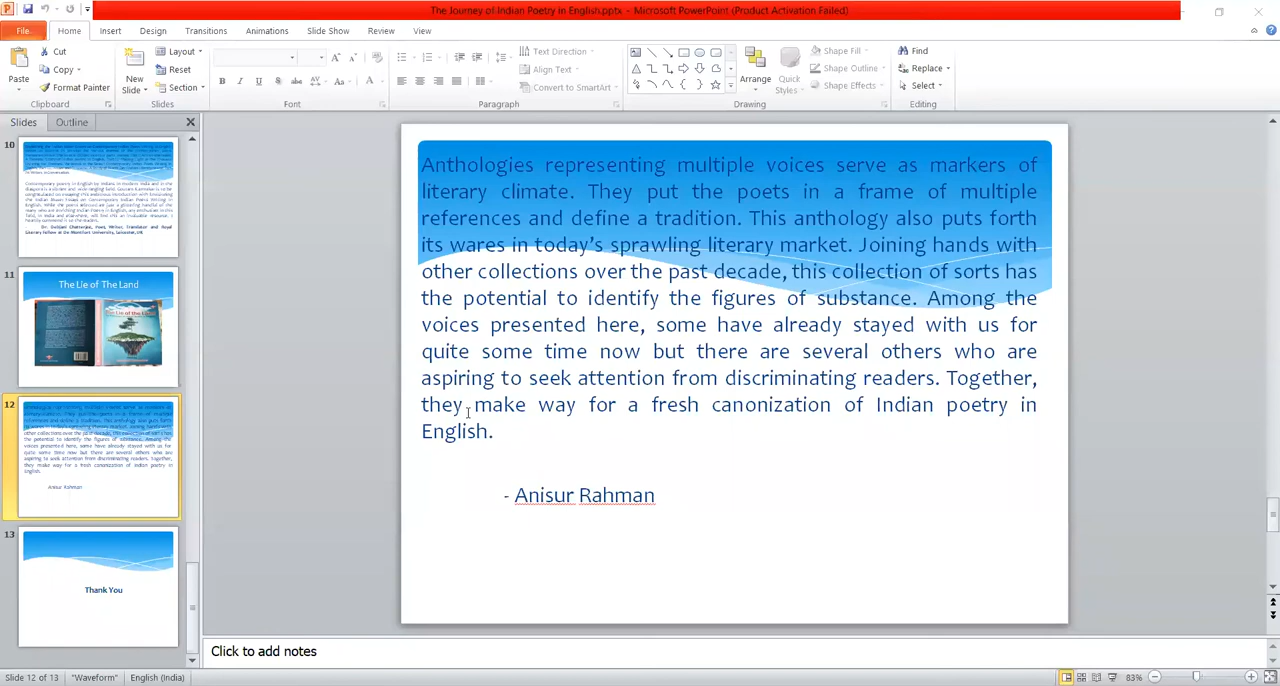 The Journey of Indian Poetry in English.pptx - Microsoft PowerPoint (Product Activation Failed)
File Home Insert Design Transitions Animations Slide Show Review View
Cut
Copy
Format Painter
Paste
Clipboard
New
Slide
Layout
Reset
Section
Slides
Font
Text Direction
Align Text
Convert to SmartArt
Paragraph
Arrange
Quick
Styles
Shape Fill
Shape Outline
Shape Effects
Drawing
Find
Replace
Select
Editing
Slides Outline
10
11
The Lie of The Land
12
Anisur Rahman
13
Thank You
Anthologies representing multiple voices serve as markers of
literary climate. They put the poets in a frame of multiple
references and define a tradition. This anthology also puts forth
its wares in today's sprawling literary market. Joining hands with
other collections over the past decade, this collection of sorts has
the potential to identify the figures of substance. Among the
voices presented here, some have already stayed with us for
quite some time now but there are several others who are
aspiring to seek attention from discriminating readers. Together,
they make way for a fresh canonization of Indian poetry in
English.
- Anisur Rahman
Click to add notes
Slide 12 of 13 "Waveform" English (India) 83%